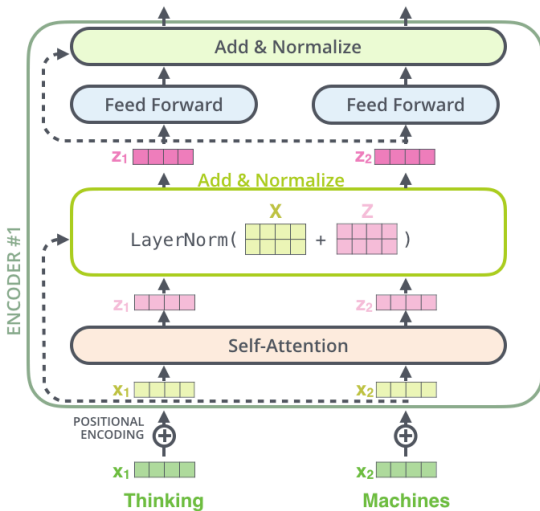 Add & Normalize
Feed Forward Feed Forward
z1 z2
Add & Normalize
X Z
LayerNorm( + )
z1 z2
Self-Attention
x1 x2
POSITIONAL
ENCODING
x1 x2
Thinking Machines
ENCODER #1